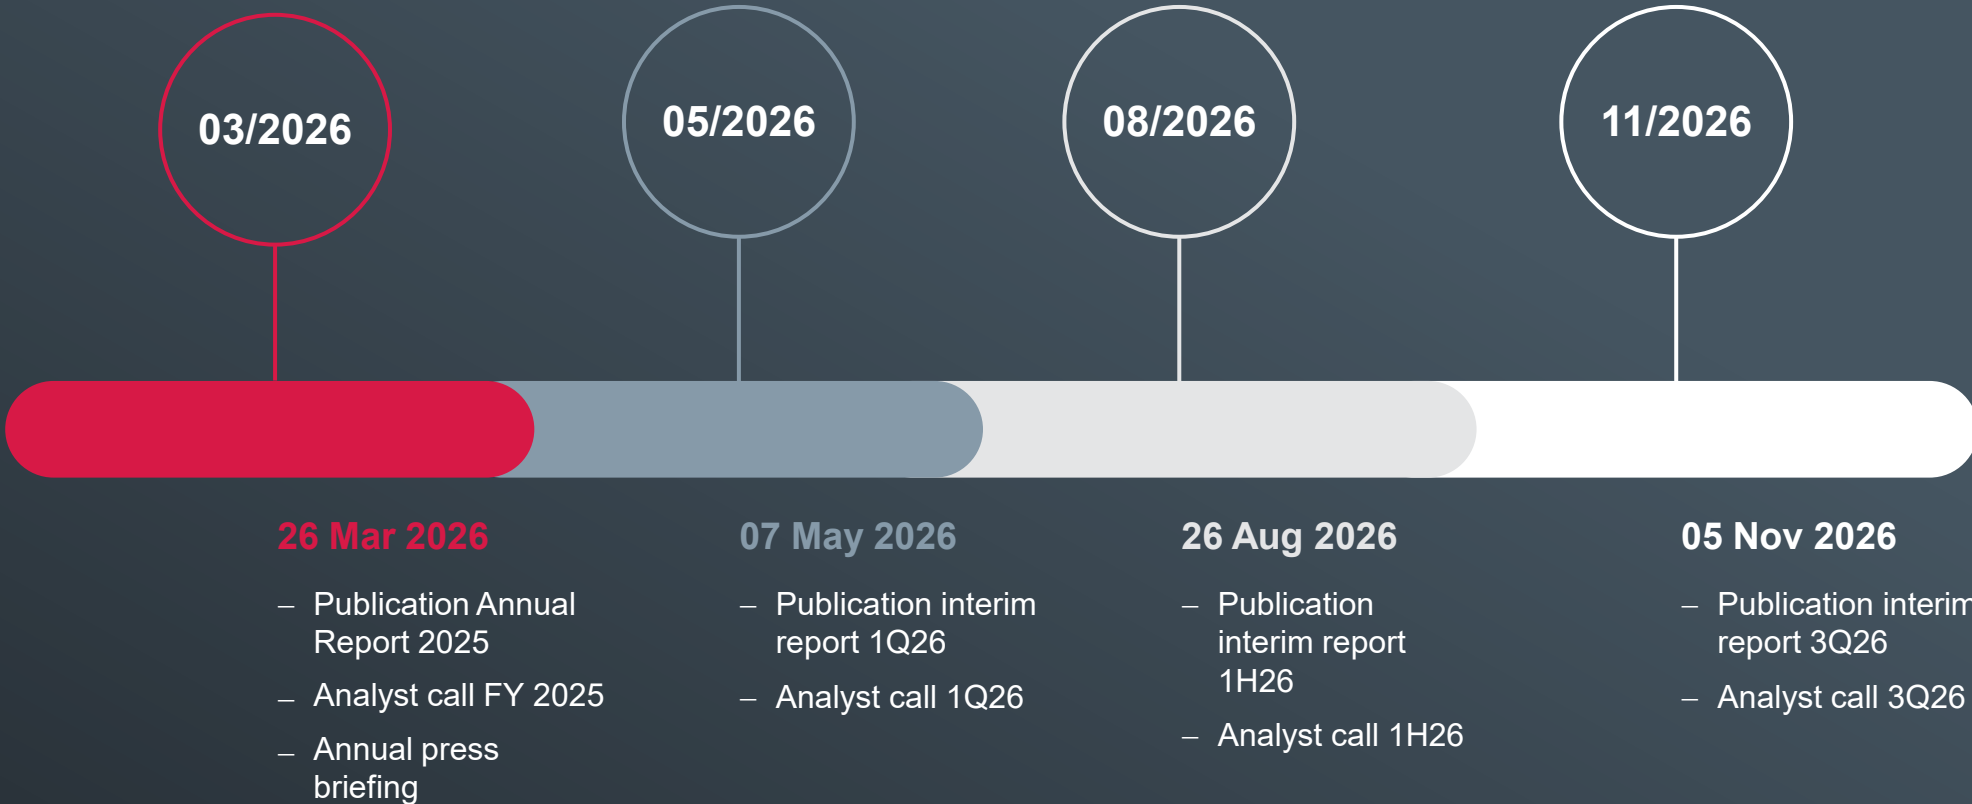 03/2026
05/2026
08/2026
11/2026
26 Mar 2026
– Publication Annual
Report 2025
– Analyst call FY 2025
– Annual press
briefing
07 May 2026
– Publication interim
report 1Q26
– Analyst call 1Q26
26 Aug 2026
– Publication
interim report
1H26
– Analyst call 1H26
05 Nov 2026
– Publication interim
report 3Q26
– Analyst call 3Q26